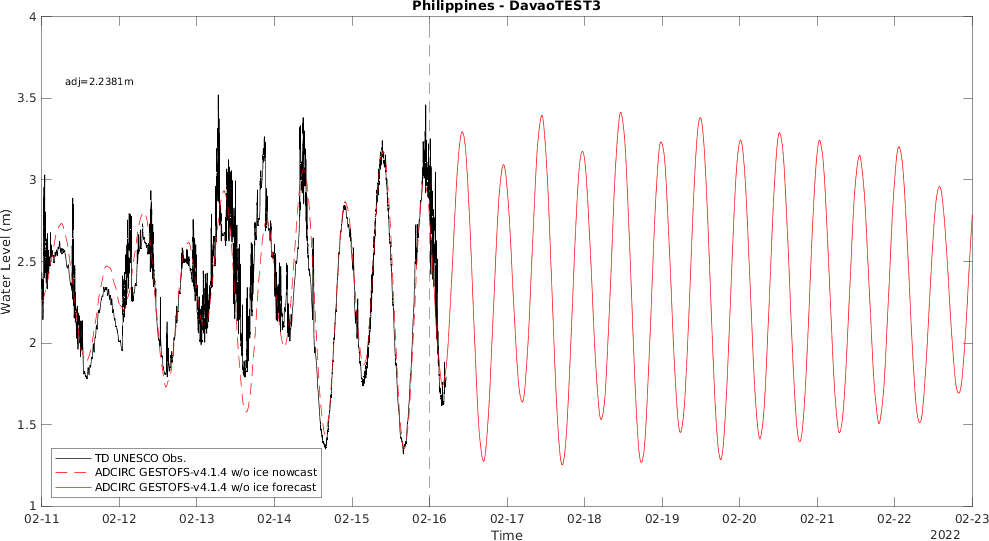 Philippines - DavaoTEST3
adj=2.2381m
4
3.5
3
2.5
2
1.5
1
Water Level (m)
TD UNESCO Obs.
ADCIRC GESTOFS-v4.1.4 w/o ice nowcast
ADCIRC GESTOFS-v4.1.4 w/o ice forecast
02-11 02-12 02-13 02-14 02-15 02-16 02-17 02-18 02-19 02-20 02-21 02-22 02-23
Time
2022